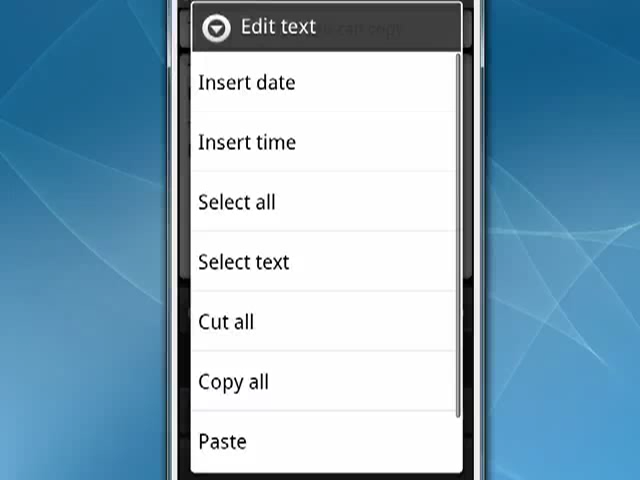 Edit text
Insert date
Insert time
Select all
Select text
Cut all
Copy all
Paste